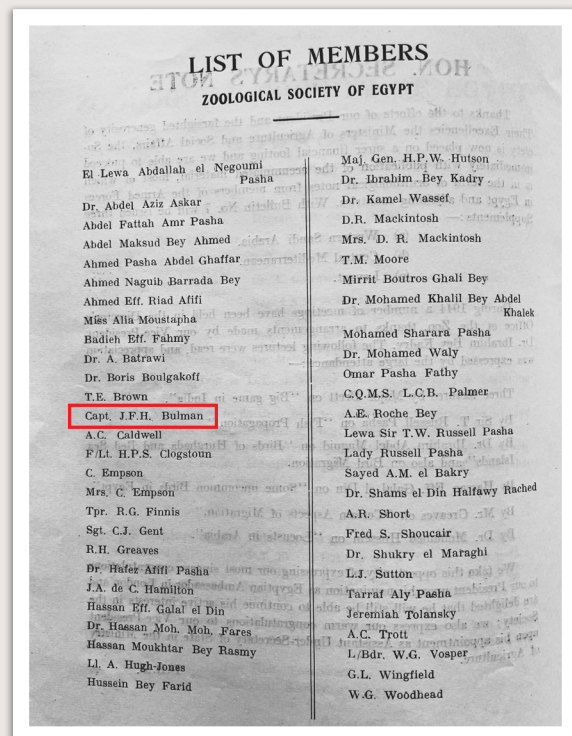 LIST OF MEMBERS
ZOOLOGICAL SOCIETY OF EGYPT
El Lewa Abdallah el Negoumi
Pasha
Dr. Abdel Aziz Askar
Abdel Fattah Amr Pasha
Abdel Maksud Bey Ahmed
Ahmed Pasha Abdel Ghaffar
Ahmed Naguib Barrada Bey
Ahmed Eff. Riad Afifi
Miss Alia Moustapha
Badieh Eff. Fahmy
Dr. A. Batrawi
Dr. Boris Boulgakoff
T.E. Brown
Capt. J.F.H. Bulman
A.C. Caldwell
F/Lt. H.P.S. Clogstoun
C. Empson
Mrs. C. Empson
Tpr. R.G. Finnis
Sgt. C.J. Gent
R.H. Greaves
Dr. Hafez Afifi Pasha
J.A. de C. Hamilton
Hassan Eff. Galal el Din
Dr. Hassan Moh. Moh. Fares
Hassan Moukhtar Bey Rasmy
Ll. A. Hugh-Jones
Hussein Bey Farid
Maj. Gen. H.P.W. Hutson
Dr. Ibrahim Bey Kadry
Dr. Kamel Wassef
D.R. Mackintosh
Mrs. D. R. Mackintosh
T.M. Moore
Mirrit Boutros Ghali Bey
Dr. Mohamed Khalil Bey Abdel
Khalek
Mohamed Sharara Pasha
Dr. Mohamed Waly
Omar Pasha Fathy
C.Q.M.S. L.C.B. Palmer
A.E. Roche Bey
Lewa Sir T.W. Russell Pasha
Lady Russell Pasha
Sayed A.M. el Bakry
Dr. Shams el Din Halfawy Rached
A.R. Short
Fred S. Shoucair
Dr. Shukry el Maraghi
L.J. Sutton
Tarraf Aly Pasha
Jeremiah Tolansky
A.C. Trott
L/Bdr. W.G. Vosper
G.L. Wingfield
W.G. Woodhead